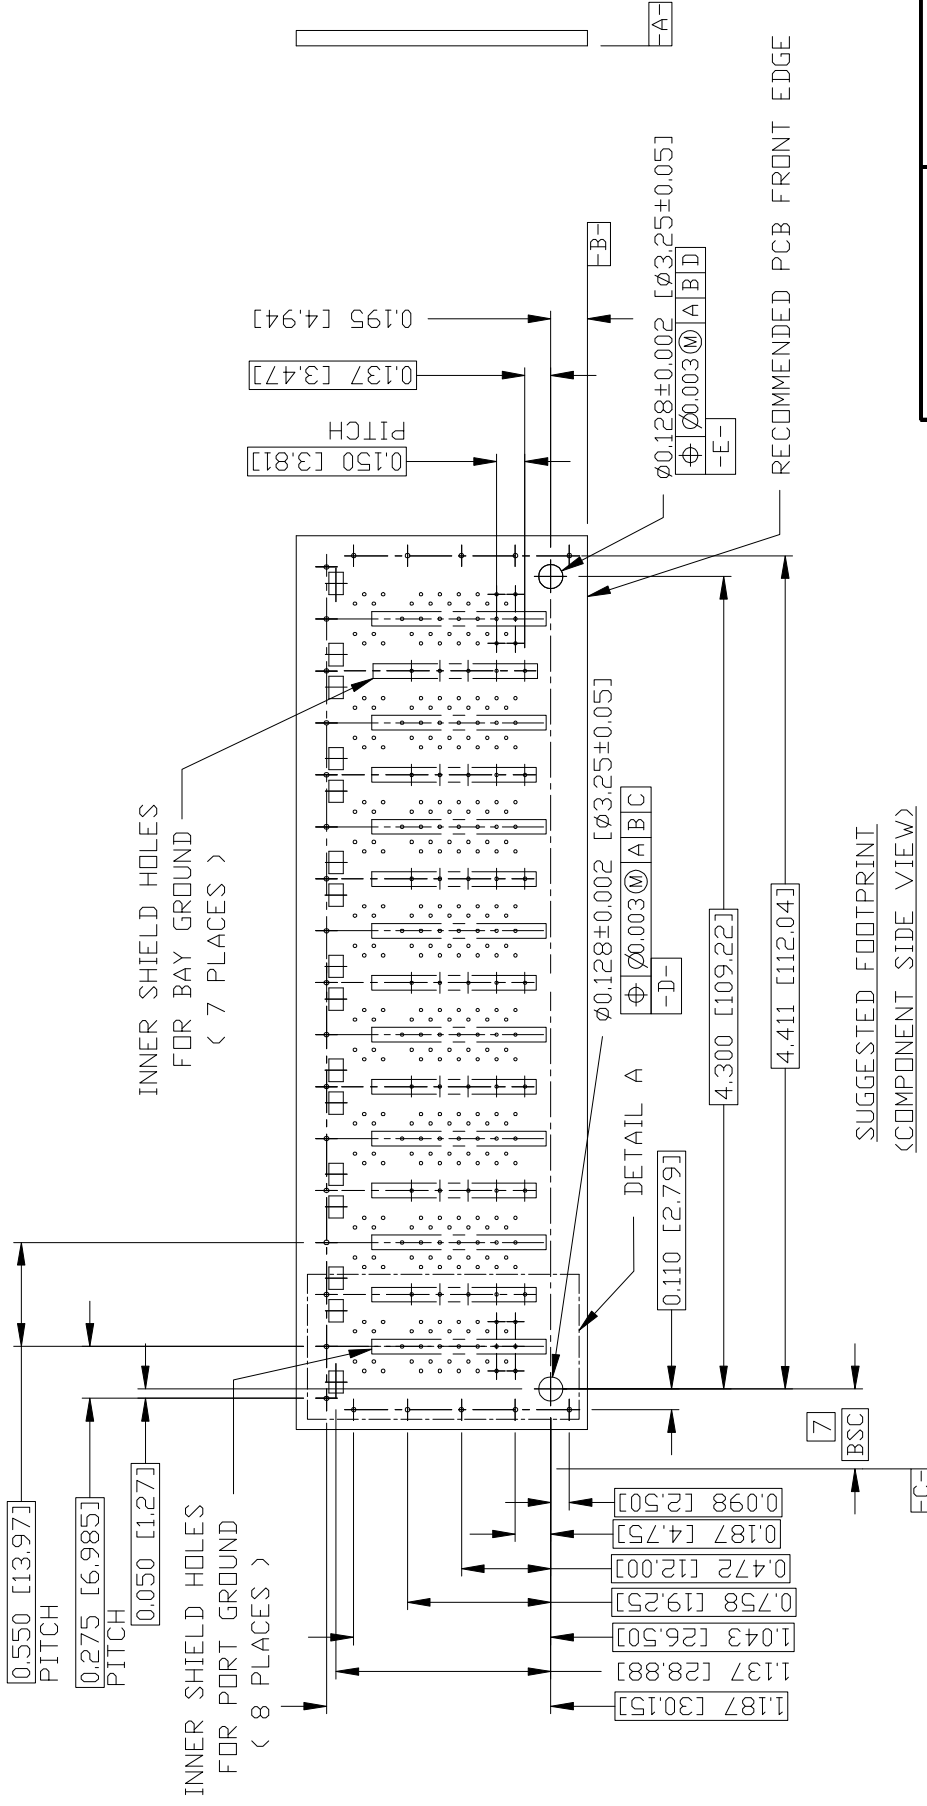 0.550 [13.97]
PITCH
0.275 [6.985]
PITCH
0.050 [1.27]
INNER SHIELD HOLES
FOR PORT GROUND
( 8 PLACES )
INNER SHIELD HOLES
FOR BAY GROUND
( 7 PLACES )
-A-
0.195 [4.94]
0.137 [3.47]
0.150 [3.81]
PITCH
-B-
Ø0.128±0.002 [Ø3.25±0.05]
⌖ Ø0.003Ⓜ A B D
-E-
RECOMMENDED PCB FRONT EDGE
Ø0.128±0.002 [Ø3.25±0.05]
⌖ Ø0.003Ⓜ A B C
-D-
DETAIL A
0.110 [2.79]
4.300 [109.22]
4.411 [112.04]
7
BSC
-C-
0.098 [2.50]
0.187 [4.75]
0.472 [12.00]
0.758 [19.25]
1.043 [26.50]
1.137 [28.88]
1.187 [30.15]
SUGGESTED FOOTPRINT
(COMPONENT SIDE VIEW)